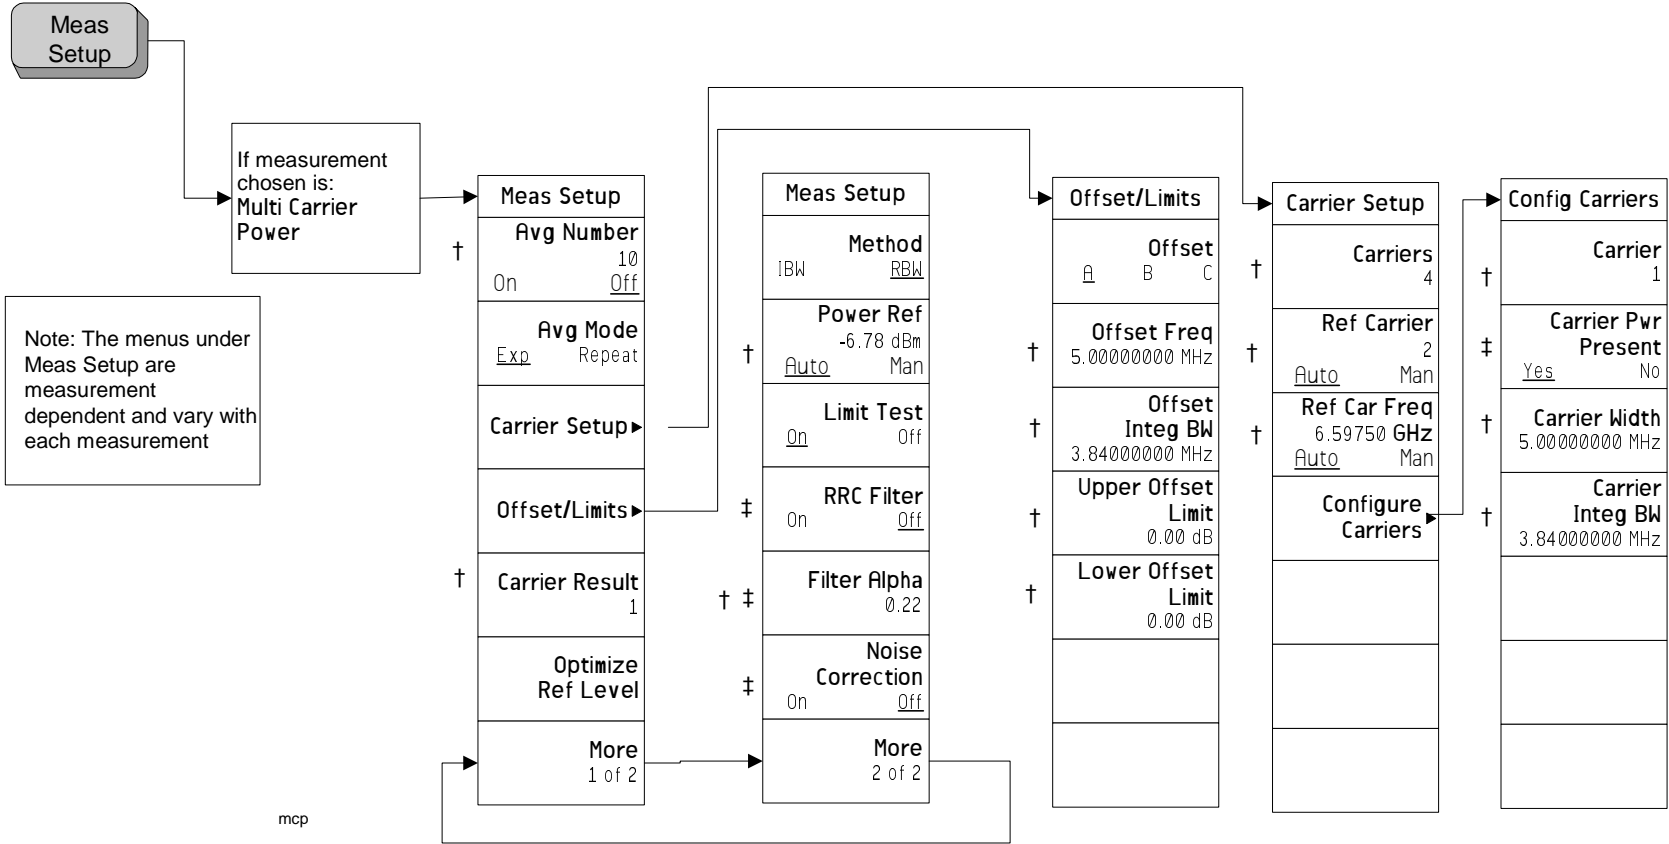 Meas
Setup
If measurement
chosen is:
Multi Carrier
Power
Note: The menus under
Meas Setup are
measurement
dependent and vary with
each measurement
mcp
Meas Setup
†
Avg Number
10
On Off
Avg Mode
Exp Repeat
Carrier Setup
Offset/Limits
†
Carrier Result
1
Optimize
Ref Level
More
1 of 2
Meas Setup
Method
IBW RBW
Power Ref
-6.78 dBm
†
Auto Man
Limit Test
On Off
RRC Filter
‡
On Off
Filter Alpha
† ‡
0.22
Noise
Correction
‡
On Off
More
2 of 2
Offset/Limits
Offset
A B C
Offset Freq
†
5.00000000 MHz
Offset
†
Integ BW
3.84000000 MHz
Upper Offset
†
Limit
0.00 dB
Lower Offset
†
Limit
0.00 dB
Carrier Setup
Carriers
†
4
Ref Carrier
†
2
Auto Man
Ref Car Freq
†
6.59750 GHz
Auto Man
Configure
Carriers
Config Carriers
Carrier
†
1
Carrier Pwr
‡
Present
Yes No
Carrier Width
†
5.00000000 MHz
Carrier
†
Integ BW
3.84000000 MHz